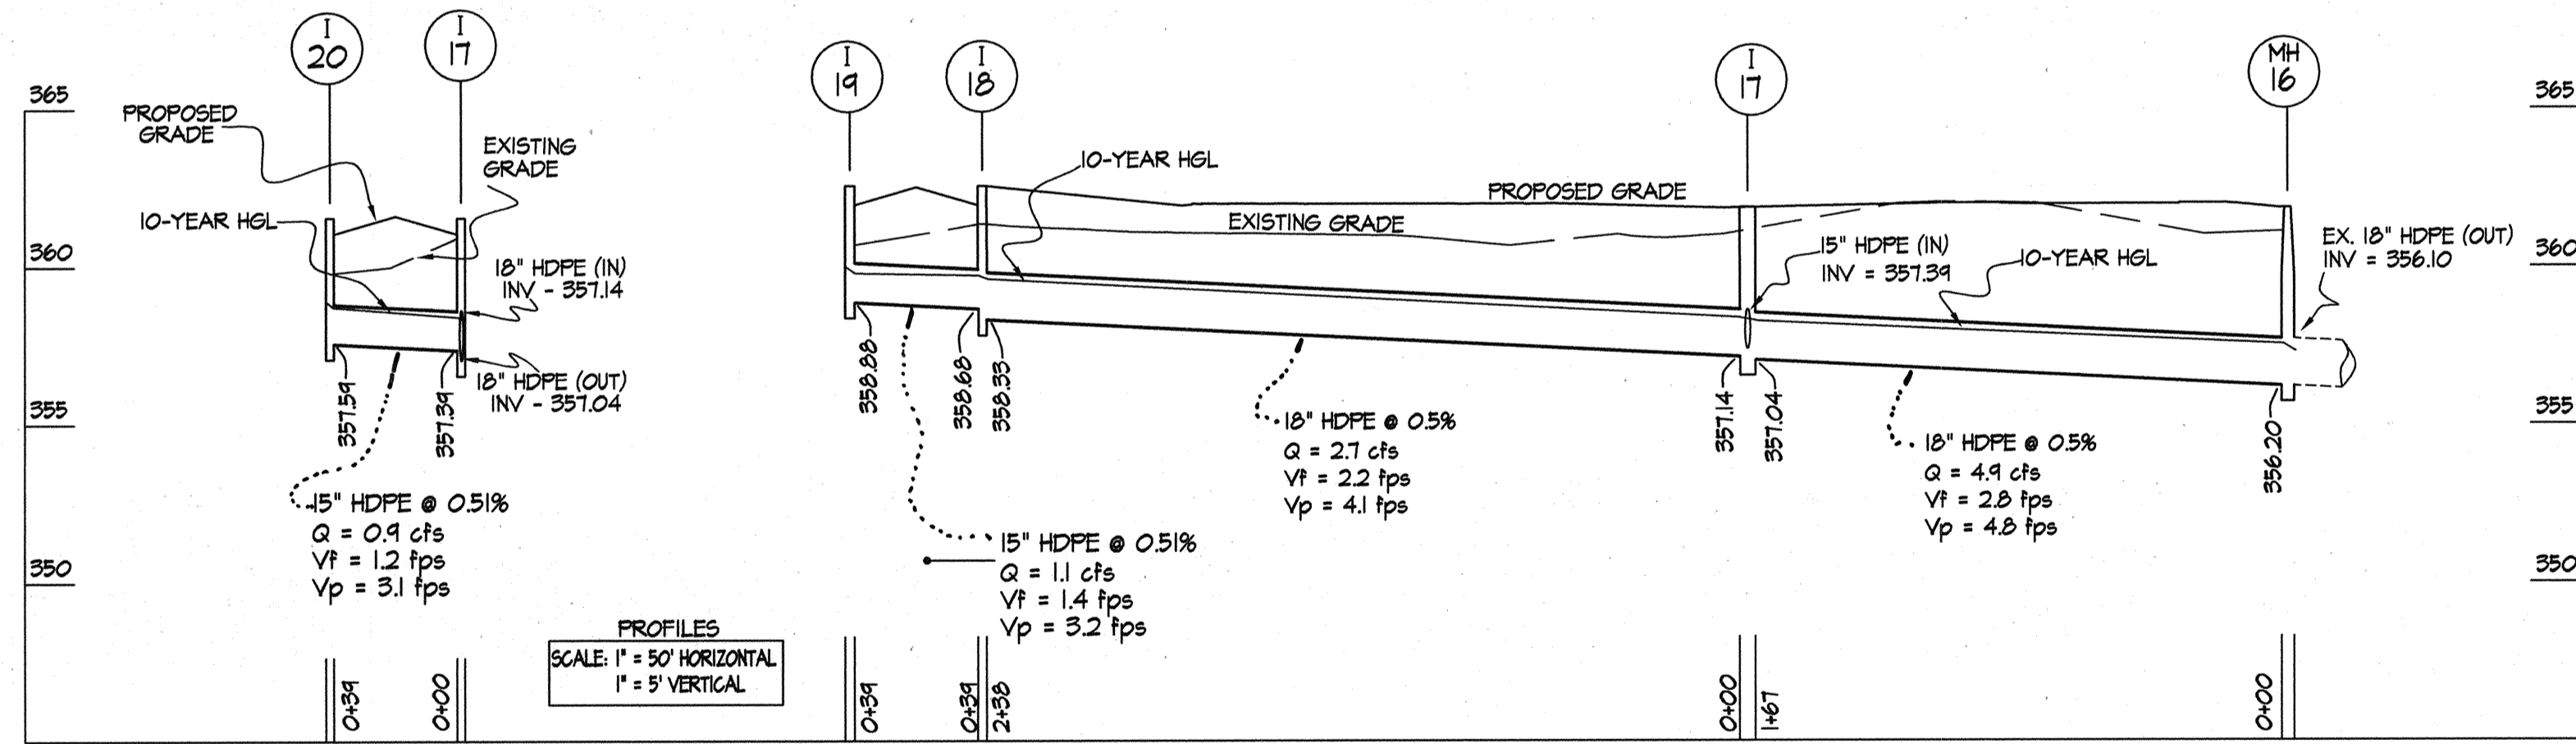 I
20
I
17
I
19
I
18
I
17
MH
16
365
365
PROPOSED
GRADE
EXISTING
GRADE
10-YEAR HGL
10-YEAR HGL
PROPOSED GRADE
EXISTING GRADE
18" HDPE (IN)
INV - 357.14
15" HDPE (IN)
INV = 357.39
10-YEAR HGL
EX. 18" HDPE (OUT)
INV = 356.10
360
360
18" HDPE (OUT)
INV - 357.04
357.59
357.39
358.88
358.68
358.33
357.14
357.04
356.20
355
355
15" HDPE @ 0.51%
Q = 0.9 cfs
Vf = 1.2 fps
Vp = 3.1 fps
15" HDPE @ 0.51%
Q = 1.1 cfs
Vf = 1.4 fps
Vp = 3.2 fps
18" HDPE @ 0.5%
Q = 2.7 cfs
Vf = 2.2 fps
Vp = 4.1 fps
18" HDPE @ 0.5%
Q = 4.9 cfs
Vf = 2.8 fps
Vp = 4.8 fps
350
350
PROFILES
SCALE: 1" = 50' HORIZONTAL
1" = 5' VERTICAL
0+39
0+00
0+39
0+39
2+38
0+00
1+67
0+00